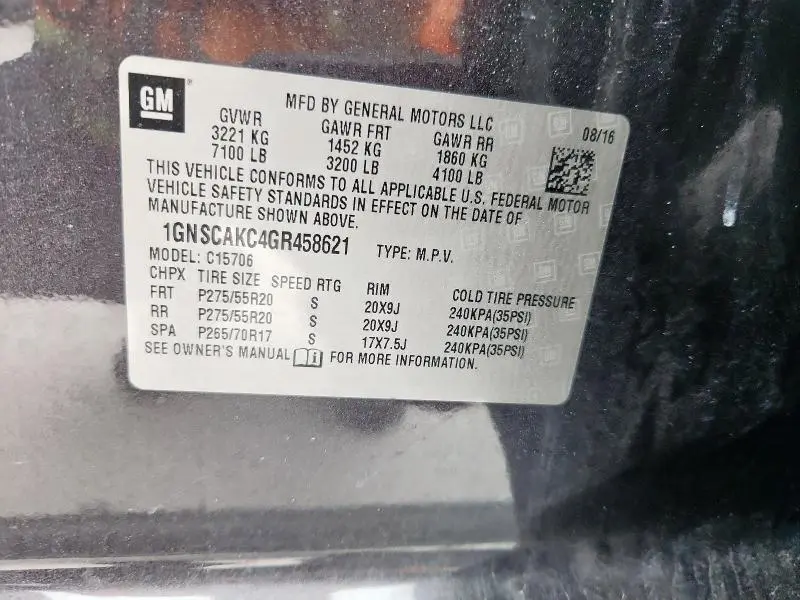 GM
MFD BY GENERAL MOTORS LLC
08/16
GVWR GAWR FRT GAWR RR
3221 KG 1452 KG 1860 KG
7100 LB 3200 LB 4100 LB
THIS VEHICLE CONFORMS TO ALL APPLICABLE U.S. FEDERAL MOTOR
VEHICLE SAFETY STANDARDS IN EFFECT ON THE DATE OF
MANUFACTURE SHOWN ABOVE.
1GNSCAKC4GR458621 TYPE: M.P.V.
MODEL: C15706
CHPX TIRE SIZE SPEED RTG RIM COLD TIRE PRESSURE
FRT P275/55R20 S 20X9J 240KPA(35PSI)
RR P275/55R20 S 20X9J 240KPA(35PSI)
SPA P265/70R17 S 17X7.5J 240KPA(35PSI)
SEE OWNER'S MANUAL FOR MORE INFORMATION.